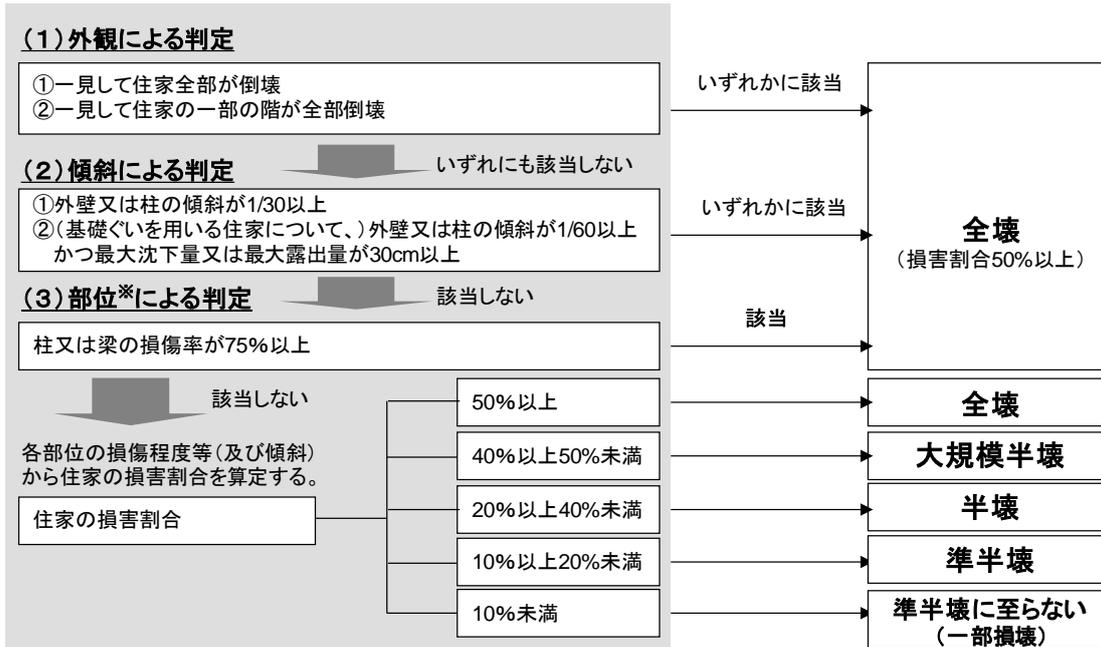 (1)外観による判定
①一見して住家全部が倒壊
②一見して住家の一部の階が全部倒壊
いずれかに該当
いずれにも該当しない
(2)傾斜による判定
①外壁又は柱の傾斜が1/30以上
②(基礎ぐいを用いる住家について、)外壁又は柱の傾斜が1/60以上
かつ最大沈下量又は最大露出量が30cm以上
いずれかに該当
全壊
(損害割合50%以上)
該当しない
(3)部位※による判定
柱又は梁の損傷率が75%以上
該当
該当しない
各部位の損傷程度等(及び傾斜)
から住家の損害割合を算定する。
住家の損害割合
50%以上
全壊
40%以上50%未満
大規模半壊
20%以上40%未満
半壊
10%以上20%未満
準半壊
10%未満
準半壊に至らない
(一部損壊)